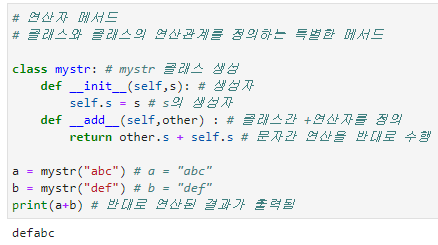 # 연산자 메서드
# 클래스와 클래스의 연산관계를 정의하는 특별한 메서드
class mystr: # mystr 클래스 생성
def __init__(self,s): # 생성자
self.s = s # s의 생성자
def __add__(self,other) : # 클래스간 +연산자를 정의
return other.s + self.s # 문자간 연산을 반대로 수행
a = mystr("abc") # a = "abc"
b = mystr("def") # b = "def"
print(a+b) # 반대로 연산된 결과가 출력됨
defabc